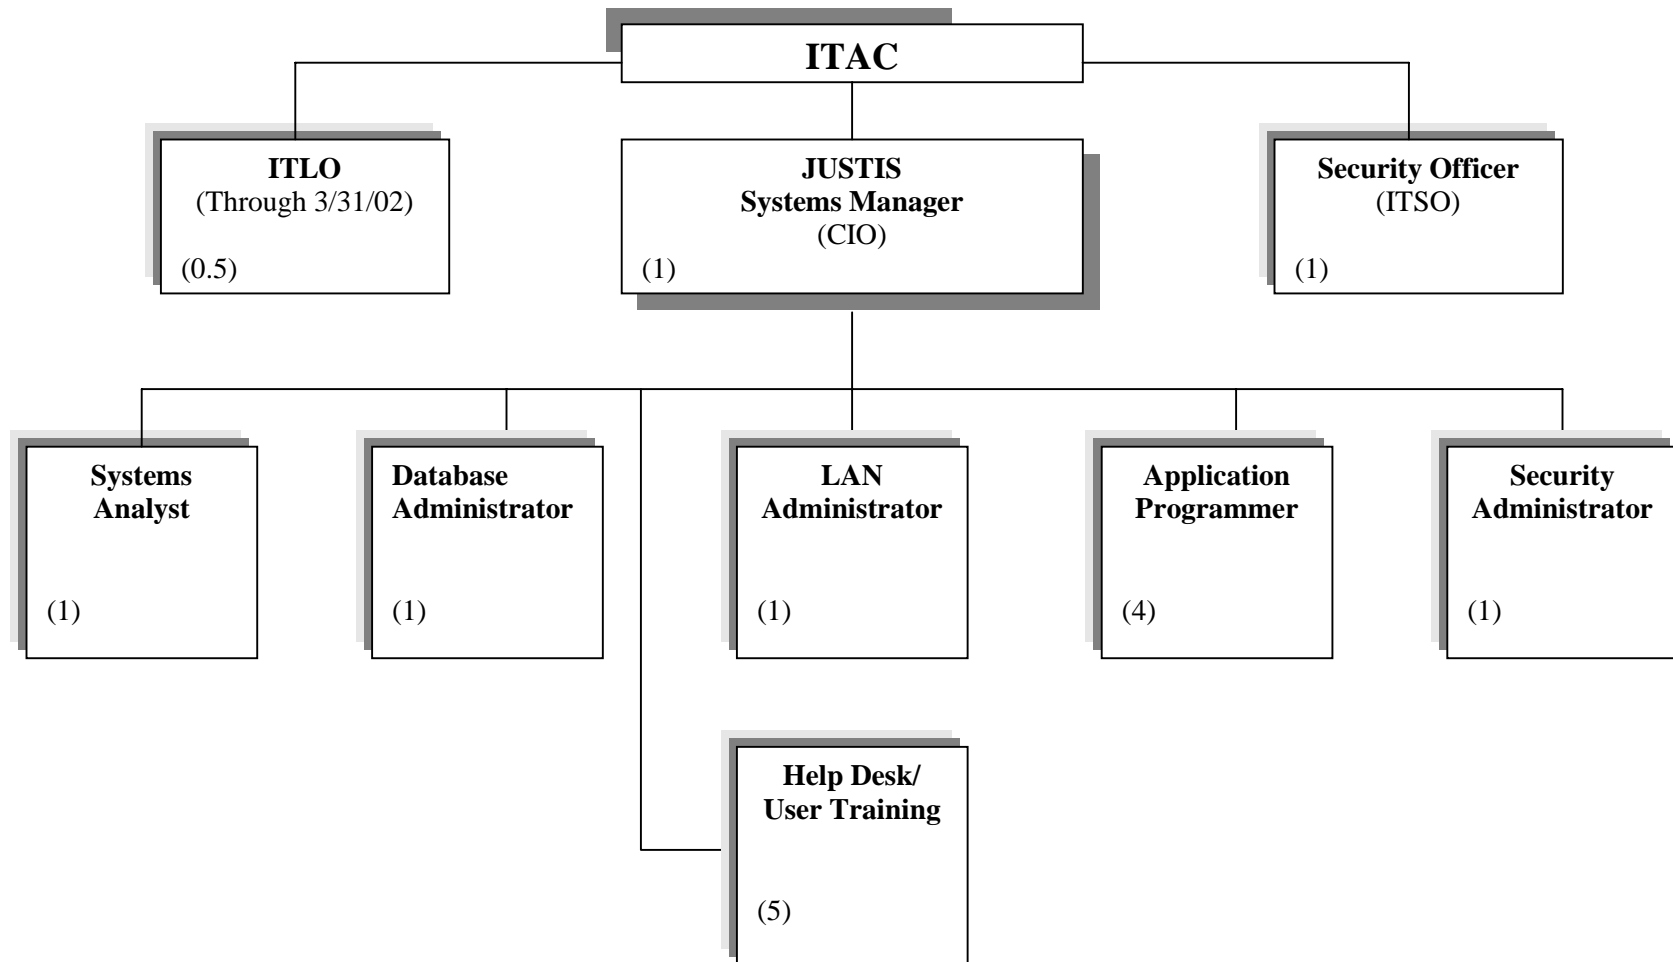 ITAC
ITLO
(Through 3/31/02)
(0.5)
JUSTIS
Systems Manager
(CIO)
(1)
Security Officer
(ITSO)
(1)
Systems
Analyst
(1)
Database
Administrator
(1)
LAN
Administrator
(1)
Application
Programmer
(4)
Security
Administrator
(1)
Help Desk/
User Training
(5)